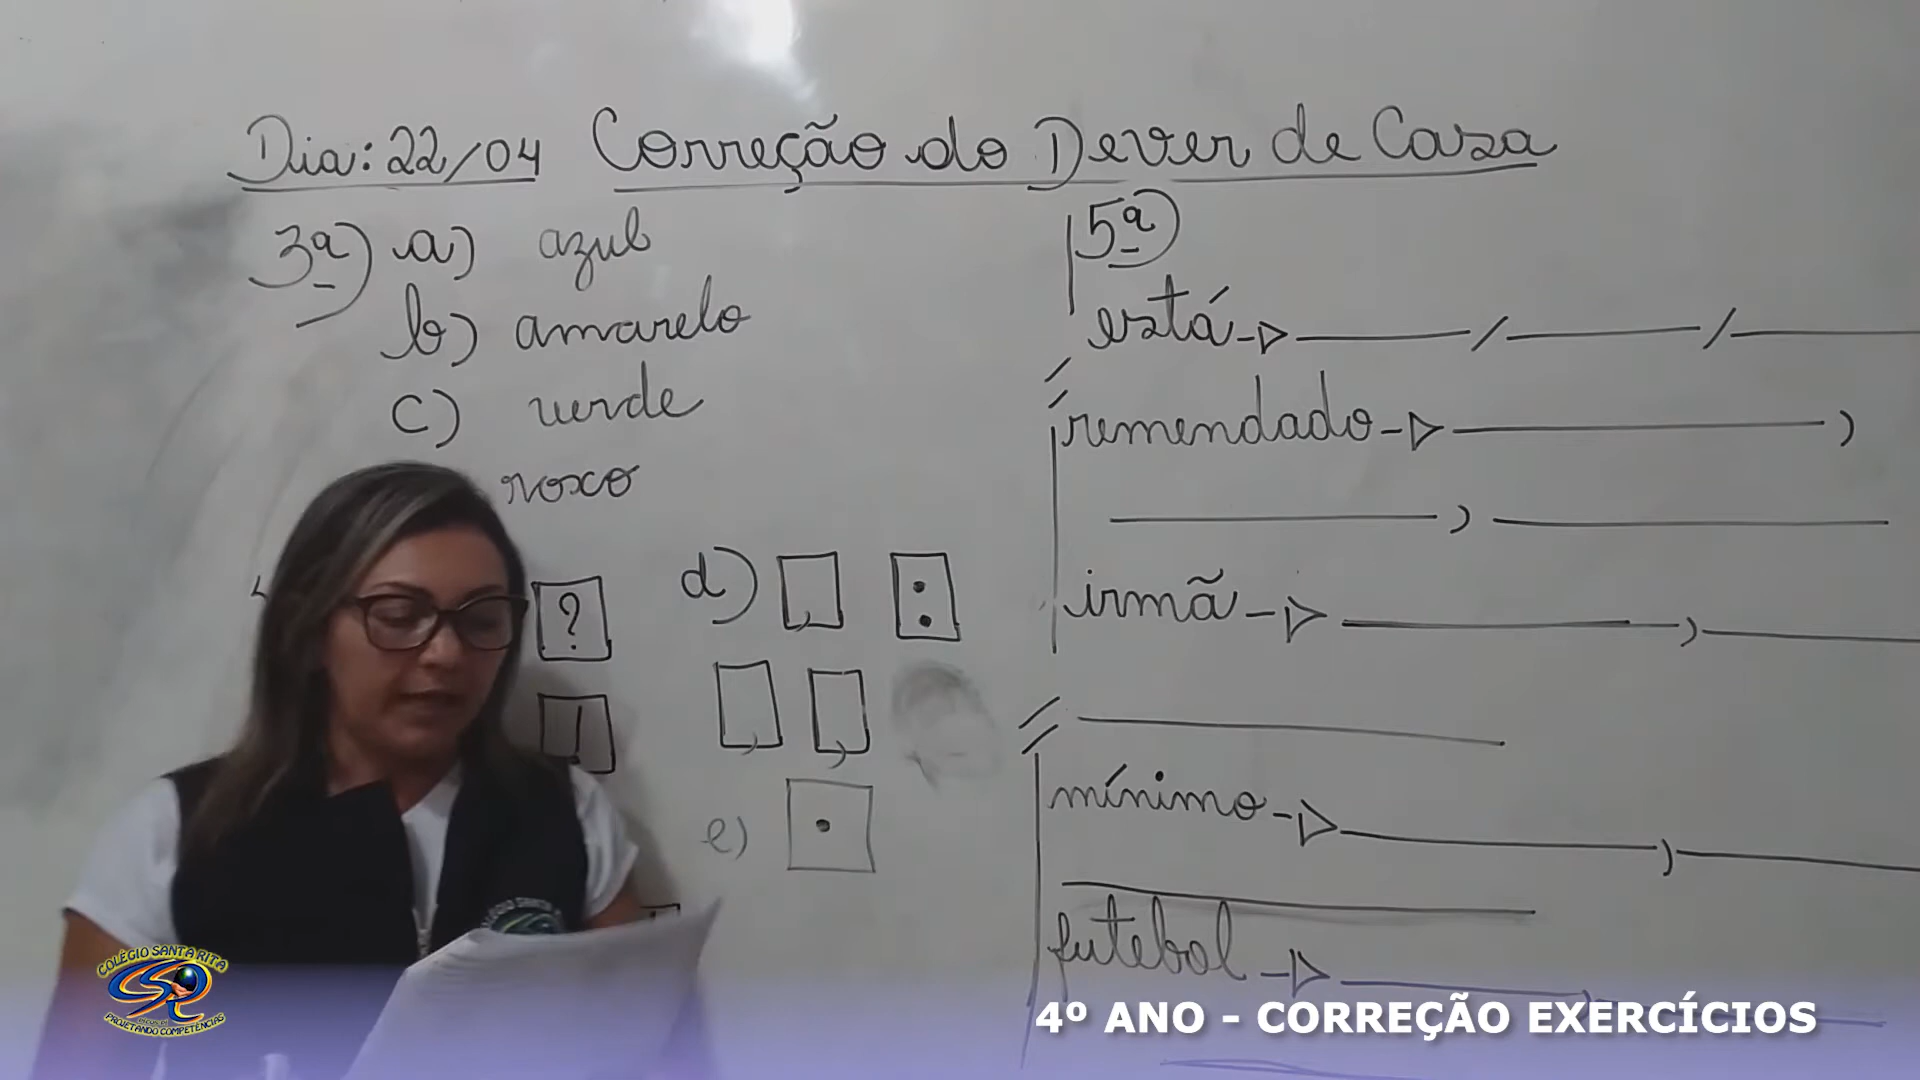 Dia: 22/04 Correção do Dever de Casa
3ª) a) azul
b) amarelo
c) verde
roxo
?
!
d) , :
, ,
e) .
5ª)
está
remendado
irmã
mínimo
futebol
COLÉGIO SANTA RITA
PROJETANDO COMPETÊNCIAS
4º ANO - CORREÇÃO EXERCÍCIOS